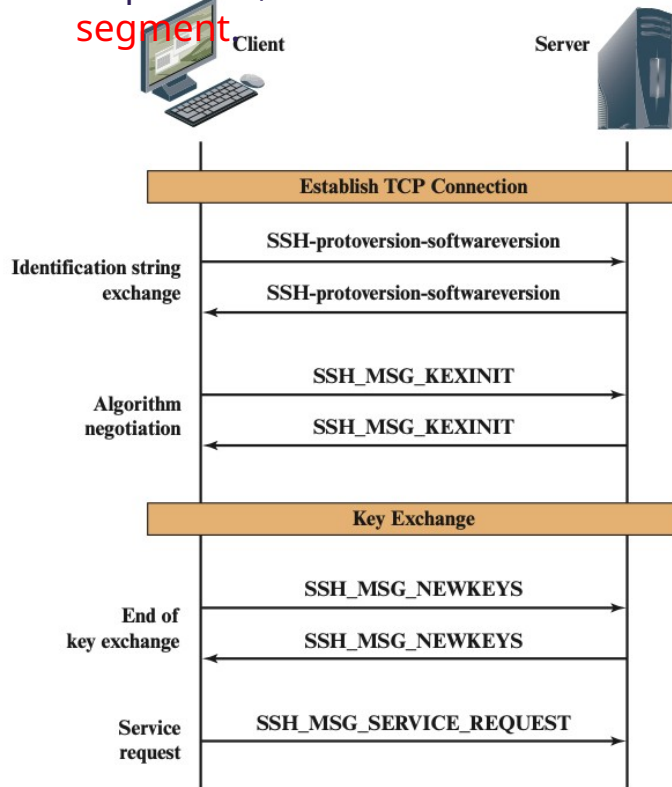 segment.
Client
Server
Establish TCP Connection
SSH-protoversion-softwareversion
Identification string
exchange
SSH-protoversion-softwareversion
SSH_MSG_KEXINIT
Algorithm
negotiation
SSH_MSG_KEXINIT
Key Exchange
SSH_MSG_NEWKEYS
End of
key exchange
SSH_MSG_NEWKEYS
SSH_MSG_SERVICE_REQUEST
Service
request